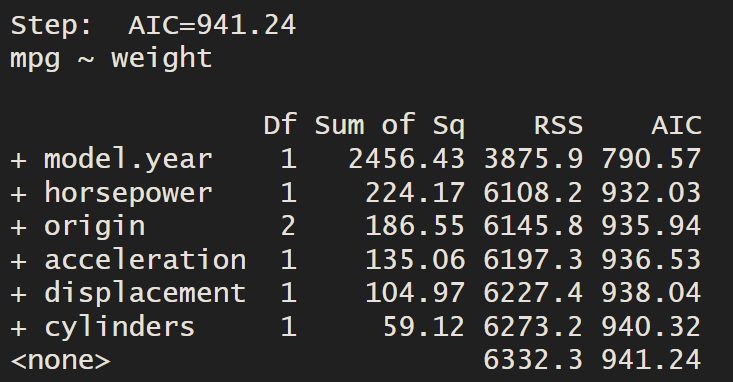 Step:  AIC=941.24
mpg ~ weight

               Df Sum of Sq    RSS    AIC
+ model.year    1   2456.43 3875.9 790.57
+ horsepower    1    224.17 6108.2 932.03
+ origin        2    186.55 6145.8 935.94
+ acceleration  1    135.06 6197.3 936.53
+ displacement  1    104.97 6227.4 938.04
+ cylinders     1     59.12 6273.2 940.32
<none>                      6332.3 941.24